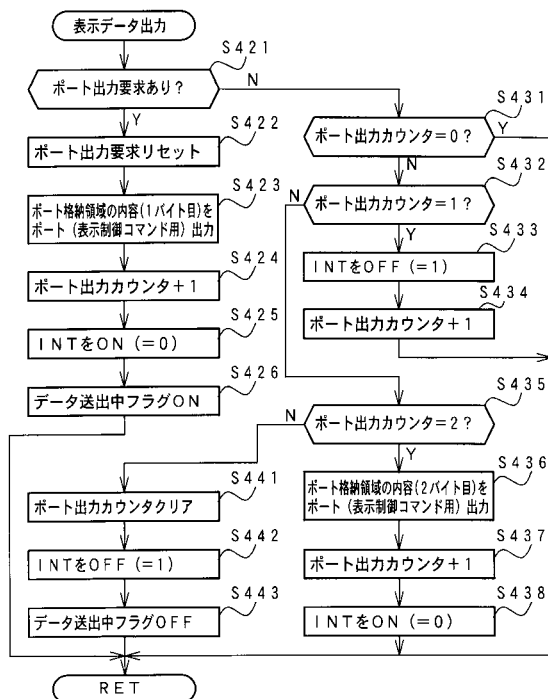 表示データ出力
S421
ポート出力要求あり?
N
Y
S422
ポート出力要求リセット
S423
ポート格納領域の内容(1バイト目)を
ポート(表示制御コマンド用)出力
S424
ポート出力カウンタ+1
S425
INTをON(=0)
S426
データ送出中フラグON
S431
ポート出力カウンタ=0?
Y
N
S432
N
ポート出力カウンタ=1?
Y
S433
INTをOFF(=1)
S434
ポート出力カウンタ+1
S435
N
ポート出力カウンタ=2?
Y
S436
ポート格納領域の内容(2バイト目)を
ポート(表示制御コマンド用)出力
S437
ポート出力カウンタ+1
S438
INTをON(=0)
S441
ポート出力カウンタクリア
S442
INTをOFF(=1)
S443
データ送出中フラグOFF
RET